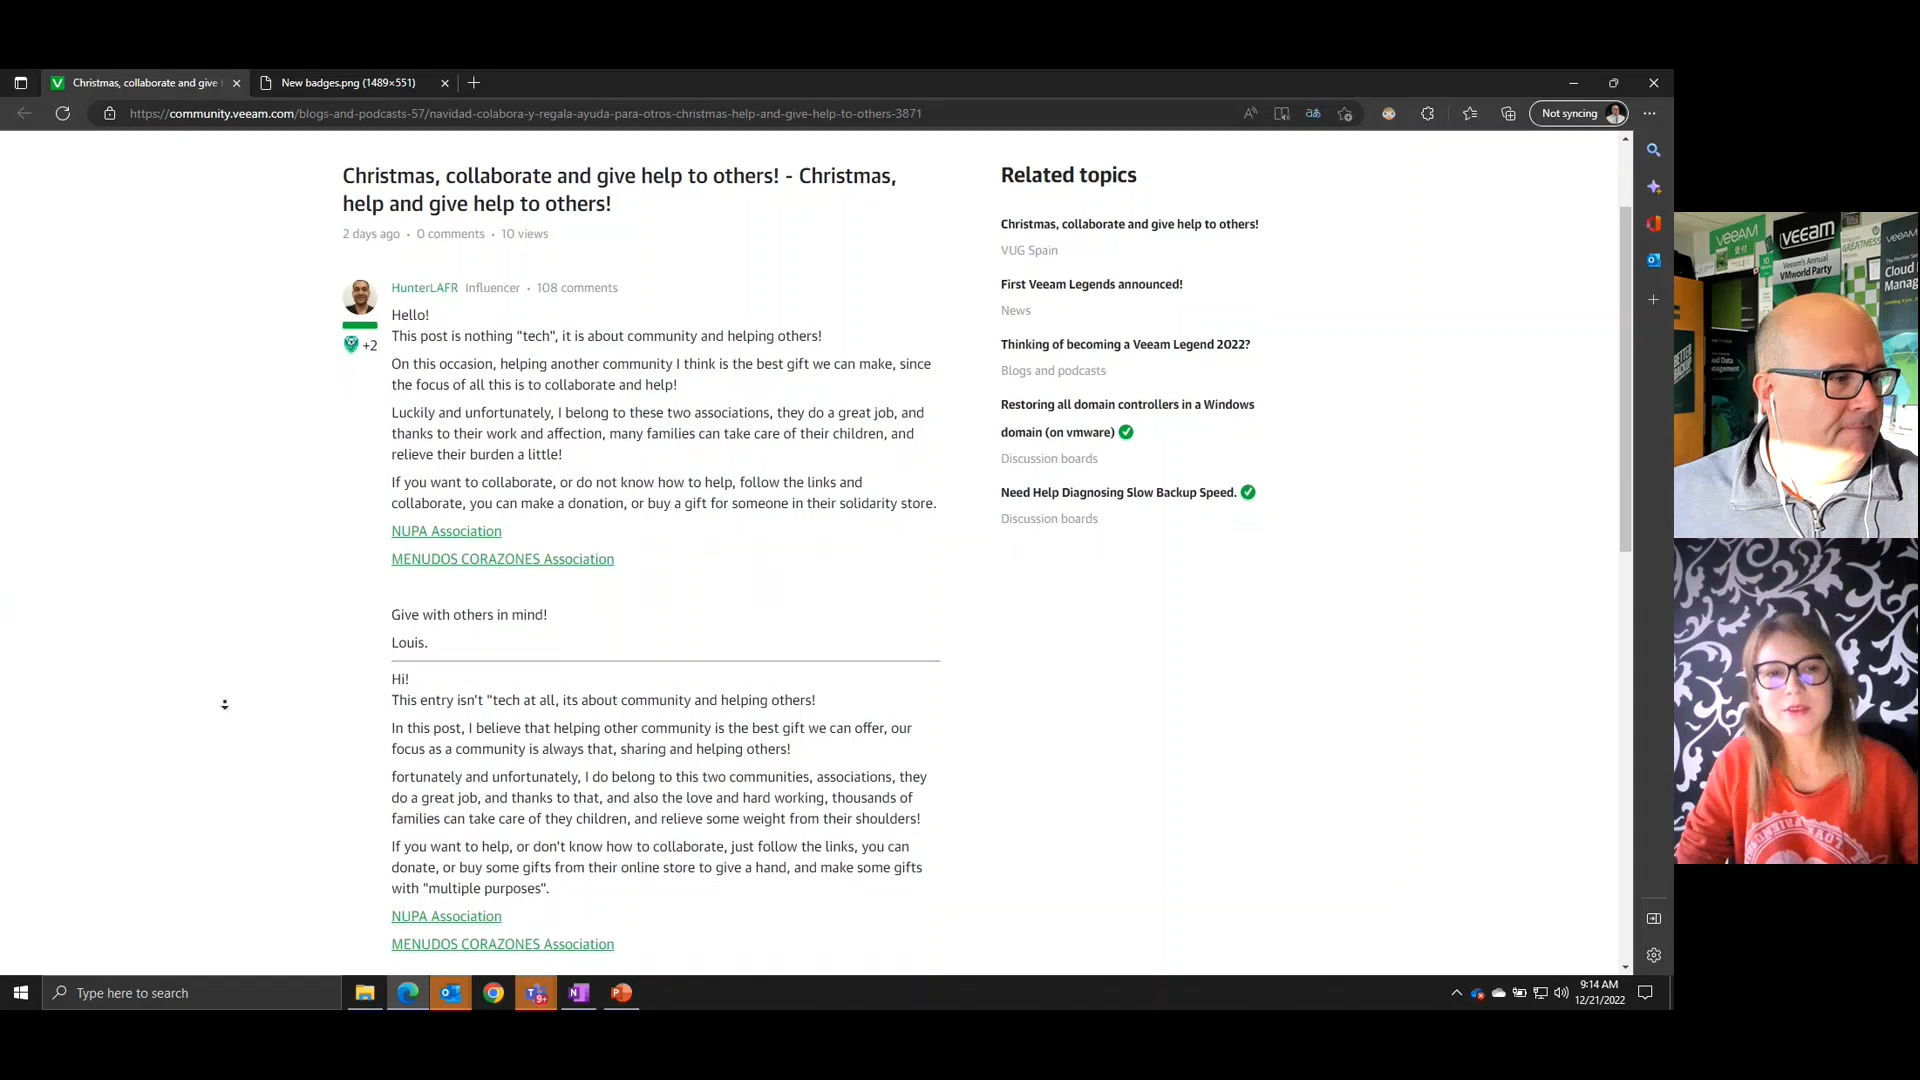 Christmas, collaborate and give
New badges.png (1489×551)
https://community.veeam.com/blogs-and-podcasts-57/navidad-colabora-y-regala-ayuda-para-otros-christmas-help-and-give-help-to-others-3871
Not syncing
Christmas, collaborate and give help to others! - Christmas,
help and give help to others!
2 days ago • 0 comments • 10 views
HunterLAFR Influencer • 108 comments
+2
Hello!
This post is nothing "tech", it is about community and helping others!
On this occasion, helping another community I think is the best gift we can make, since
the focus of all this is to collaborate and help!
Luckily and unfortunately, I belong to these two associations, they do a great job, and
thanks to their work and affection, many families can take care of their children, and
relieve their burden a little!
If you want to collaborate, or do not know how to help, follow the links and
collaborate, you can make a donation, or buy a gift for someone in their solidarity store.
NUPA Association
MENUDOS CORAZONES Association
Give with others in mind!
Louis.
Hi!
This entry isn't "tech at all, its about community and helping others!
In this post, I believe that helping other community is the best gift we can offer, our
focus as a community is always that, sharing and helping others!
fortunately and unfortunately, I do belong to this two communities, associations, they
do a great job, and thanks to that, and also the love and hard working, thousands of
families can take care of they children, and relieve some weight from their shoulders!
If you want to help, or don't know how to collaborate, just follow the links, you can
donate, or buy some gifts from their online store to give a hand, and make some gifts
with "multiple purposes".
NUPA Association
MENUDOS CORAZONES Association
Related topics
Christmas, collaborate and give help to others!
VUG Spain
First Veeam Legends announced!
News
Thinking of becoming a Veeam Legend 2022?
Blogs and podcasts
Restoring all domain controllers in a Windows
domain (on vmware)
Discussion boards
Need Help Diagnosing Slow Backup Speed.
Discussion boards
VEEAM
veeam
Veeam's Annual
VMworld Party
GREATNESS
VEEAM
Cloud
Manag
BETTER
Type here to search
9+
9:14 AM
12/21/2022